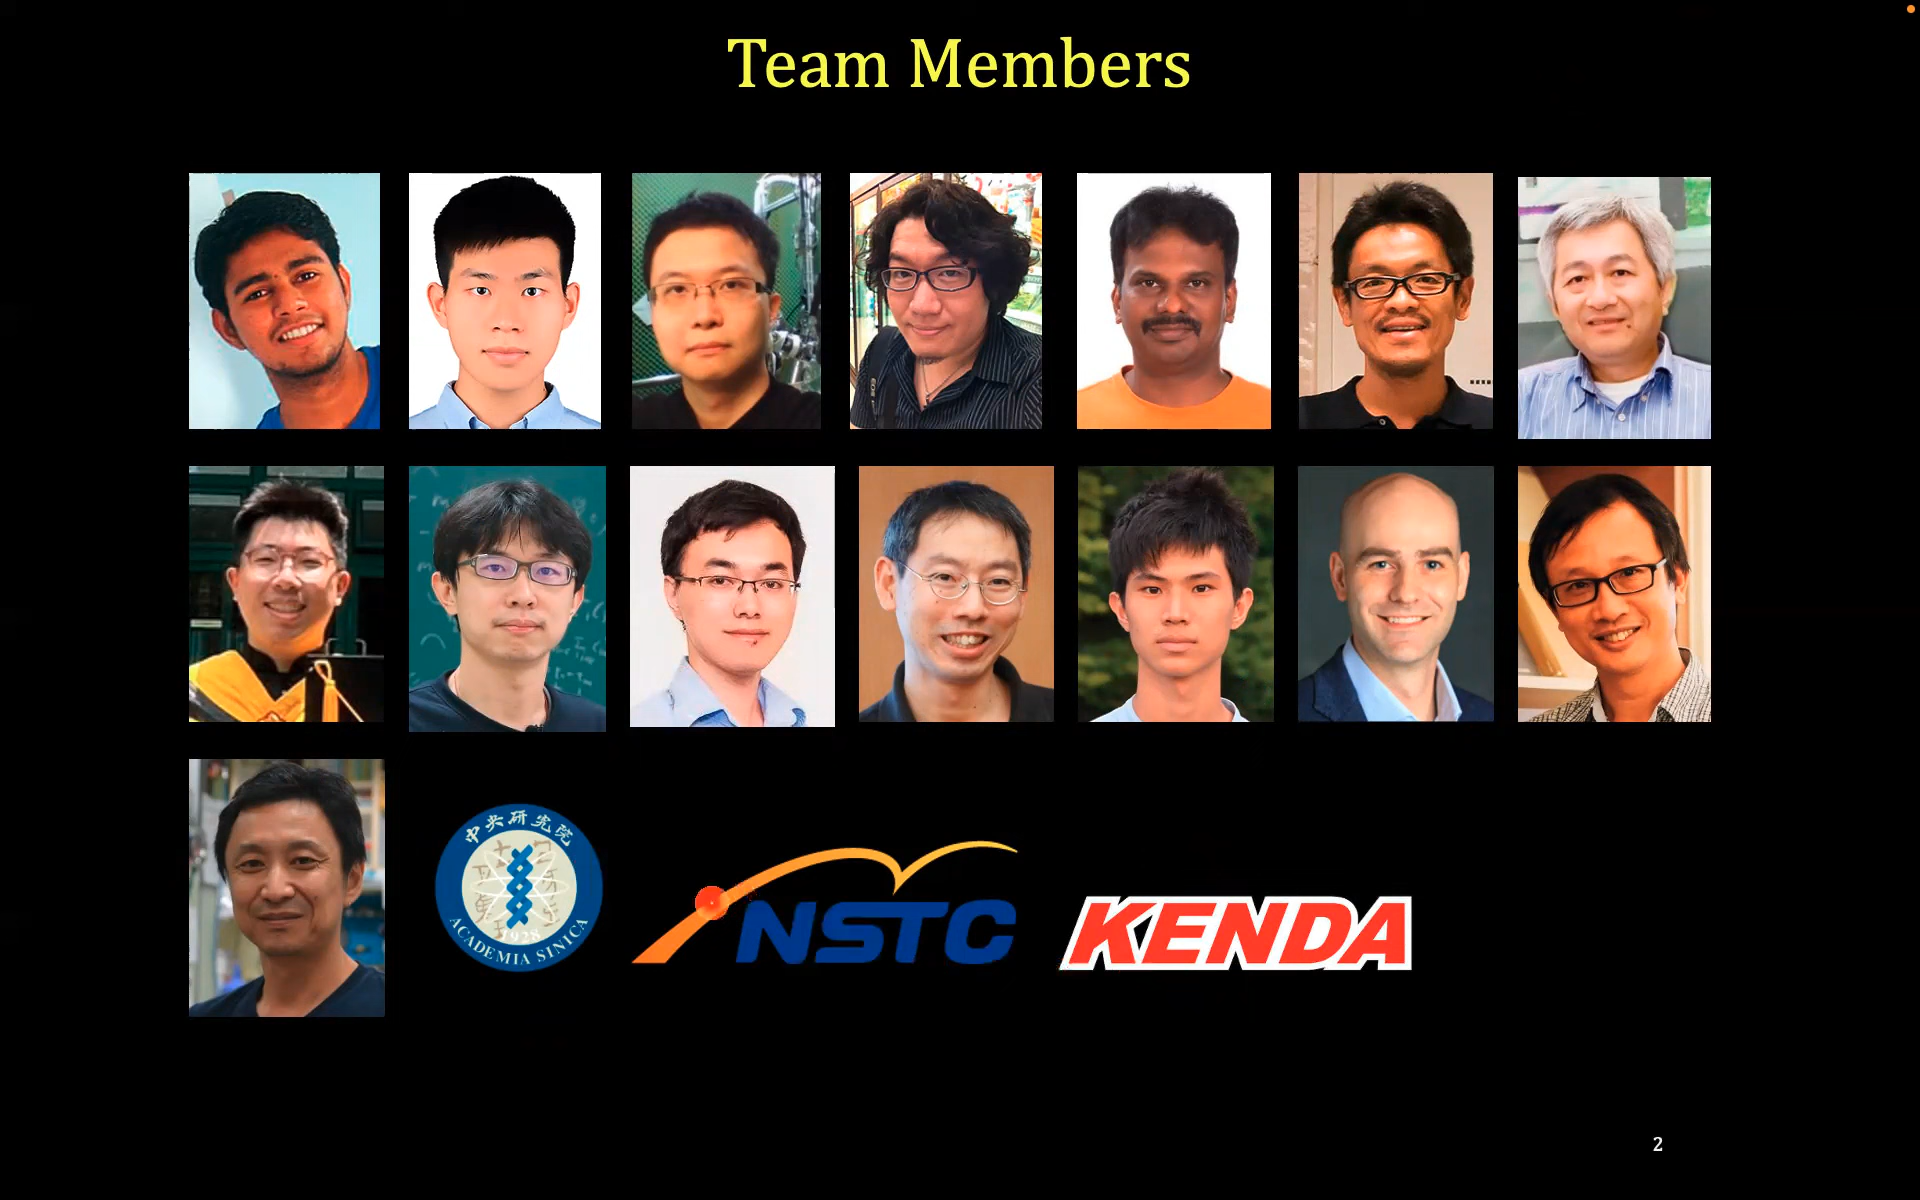 Team Members
中央研究院
1928
ACADEMIA SINICA
NSTC
KENDA
2